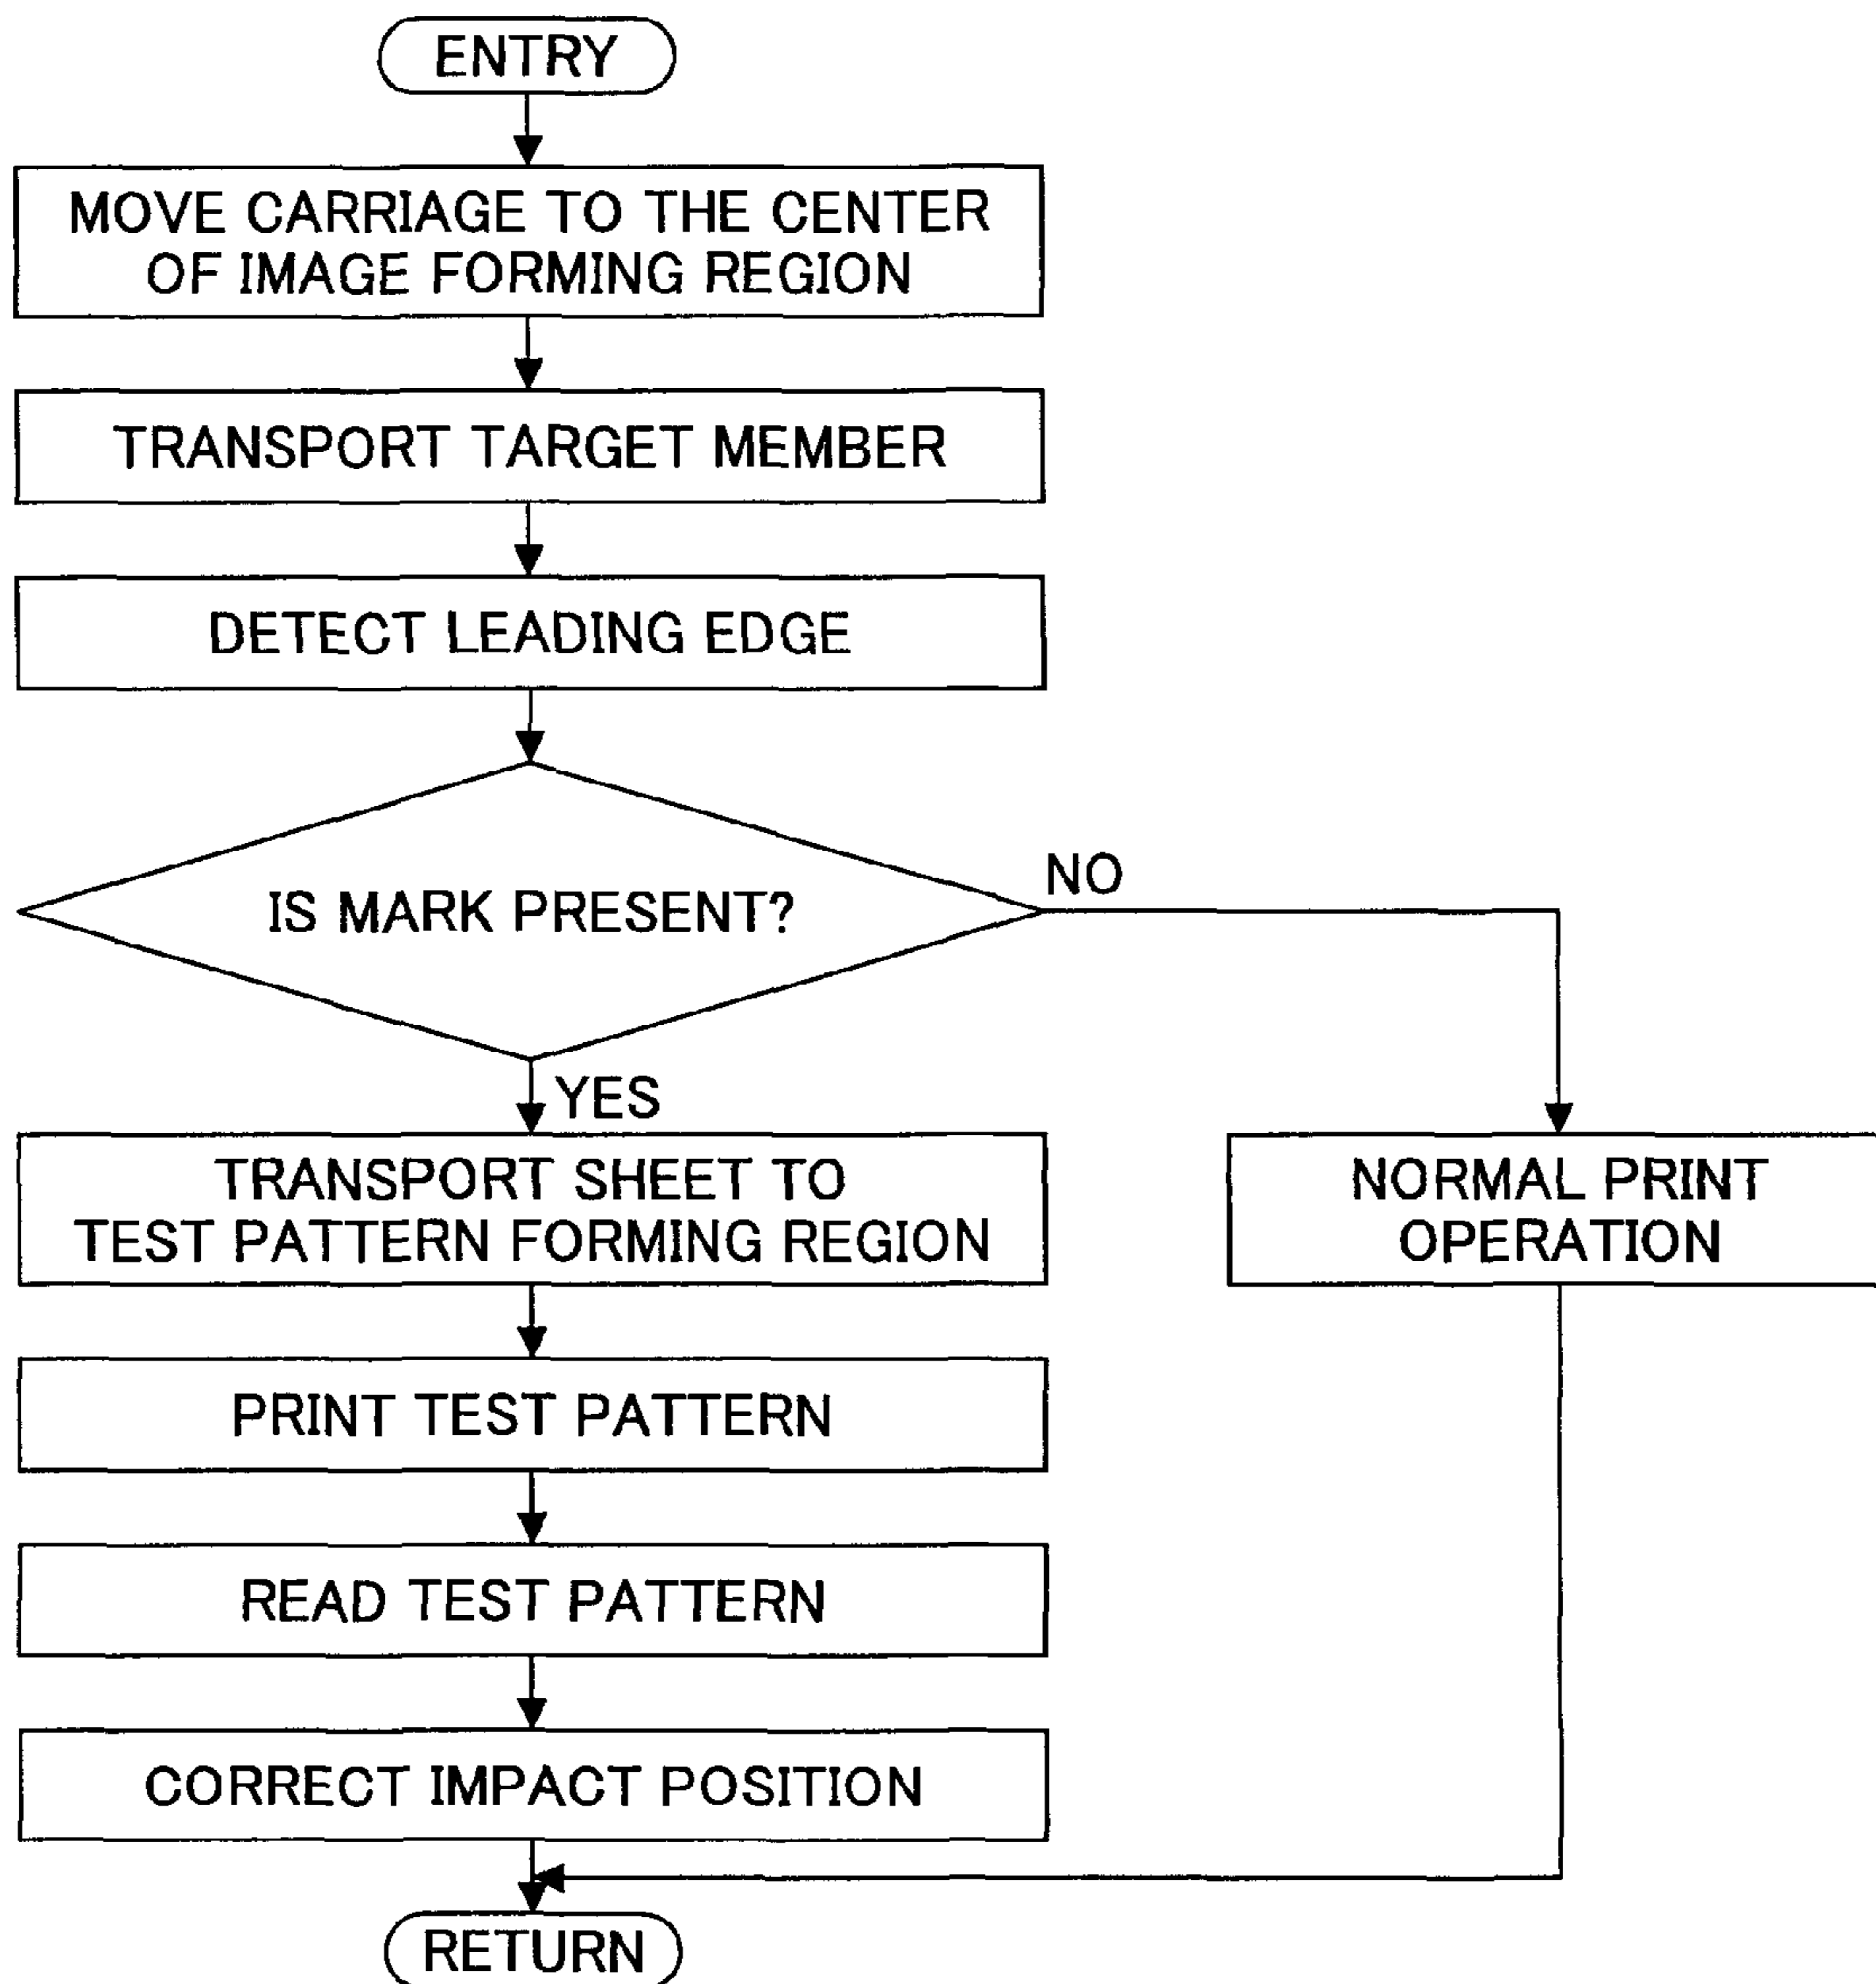 ENTRY
MOVE CARRIAGE TO THE CENTER
OF IMAGE FORMING REGION
TRANSPORT TARGET MEMBER
DETECT LEADING EDGE
IS MARK PRESENT?
NO
YES
TRANSPORT SHEET TO
TEST PATTERN FORMING REGION
NORMAL PRINT
OPERATION
PRINT TEST PATTERN
READ TEST PATTERN
CORRECT IMPACT POSITION
RETURN